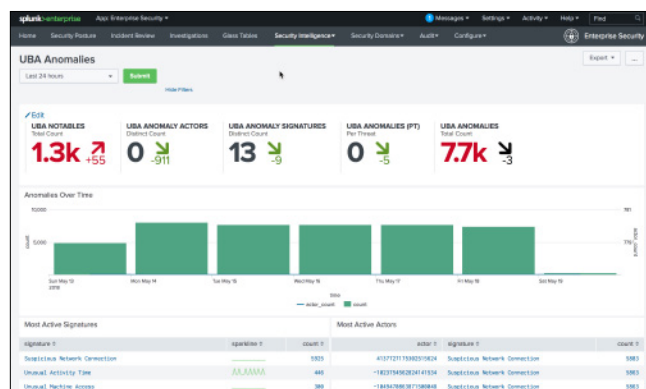 splunk>enterprise App: Enterprise Security ▾ Messages ▾ Settings ▾ Activity ▾ Help ▾ Find
Home Security Posture Incident Review Investigations Glass Tables Security Intelligence ▾ Security Domains ▾ Audit ▾ Configure ▾ Enterprise Security
UBA Anomalies Export ▾ ...
Last 24 hours Submit
Hide Filters
Edit
UBA NOTABLES UBA ANOMALY ACTORS UBA ANOMALY SIGNATURES UBA ANOMALIES (PT) UBA ANOMALIES
Total Count Distinct Count Distinct Count Per Threat Total Count
1.3k +55 0 -911 13 -9 0 -5 7.7k -3
Anomalies Over Time
10,000
5,000
count
actor_count
Sun May 13 Mon May 14 Tue May 15 Wed May 16 Thu May 17 Fri May 18 Sat May 19
2018
time
actor_count count
Most Active Signatures Most Active Actors
signature sparkline count actor signature count
Suspicious Network Connection 5935 Suspicious Network Connection
Unusual Activity Time 446 Suspicious Network Connection
Unusual Machine Access Suspicious Network Connection